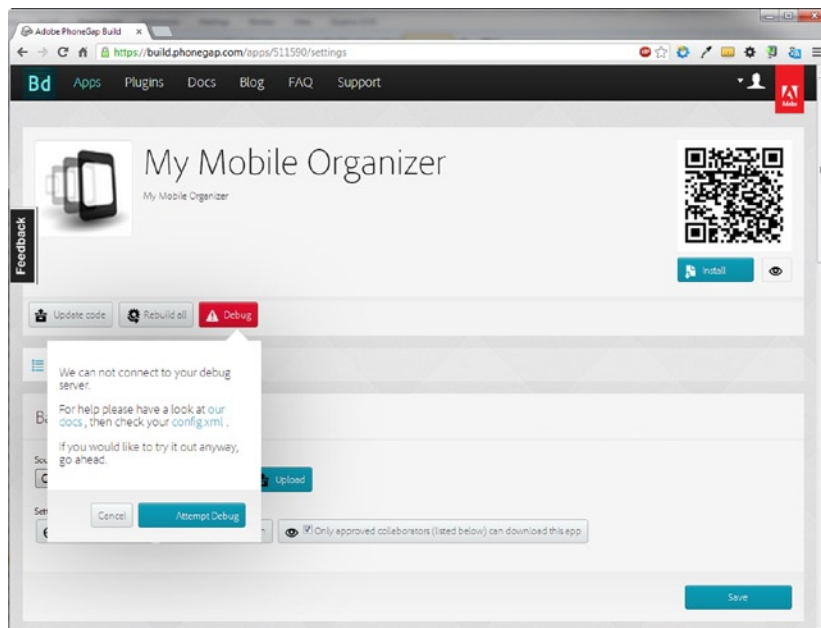 Adobe PhoneGap Build
https://build.phonegap.com/apps/511590/settings
Bd Apps Plugins Docs Blog FAQ Support
Adobe
My Mobile Organizer
My Mobile Organizer
Feedback
Install
Update code Rebuild all Debug
We can not connect to your debug
server.
For help please have a look at our
docs, then check your config.xml .
If you would like to try it out anyway,
go ahead.
Upload
Cancel Attempt Debug
Only approved collaborators (listed below) can download this app
Save